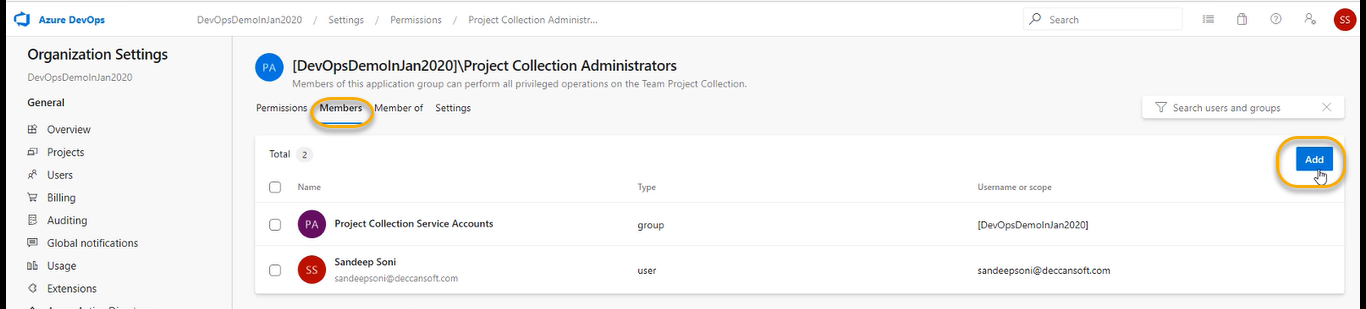 Azure DevOps
DevOpsDemoInJan2020 / Settings / Permissions / Project Collection Administr...
Search
SS
Organization Settings
DevOpsDemoInJan2020
General
Overview
Projects
Users
Billing
Auditing
Global notifications
Usage
Extensions
PA
[DevOpsDemoInJan2020]\Project Collection Administrators
Members of this application group can perform all privileged operations on the Team Project Collection.
Permissions Members Member of Settings
Search users and groups
Total 2
Add
Name Type Username or scope
PA Project Collection Service Accounts group [DevOpsDemoInJan2020]
SS Sandeep Soni user sandeepsoni@deccansoft.com
sandeepsoni@deccansoft.com